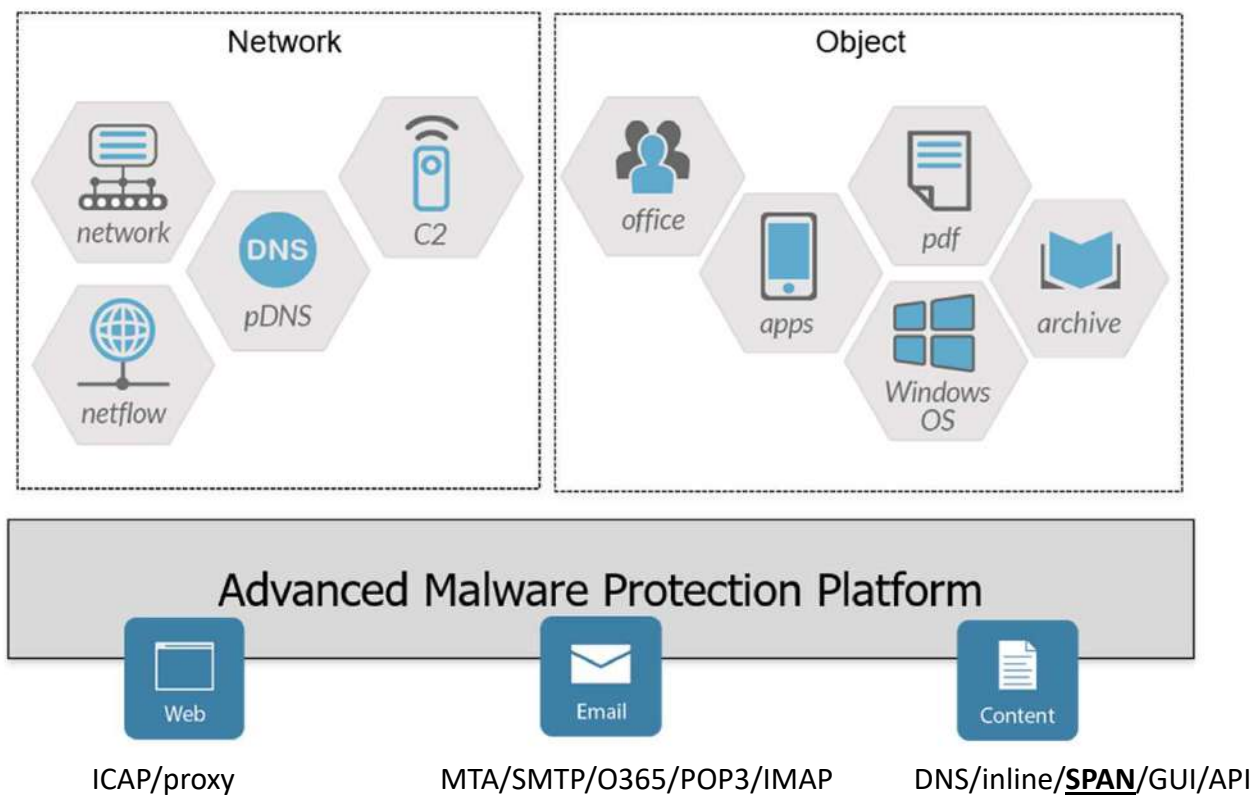 Network
network
DNS
pDNS
C2
netflow
Object
office
apps
pdf
Windows
OS
archive
Advanced Malware Protection Platform
Web
Email
Content
ICAP/proxy
MTA/SMTP/O365/POP3/IMAP
DNS/inline/SPAN/GUI/API